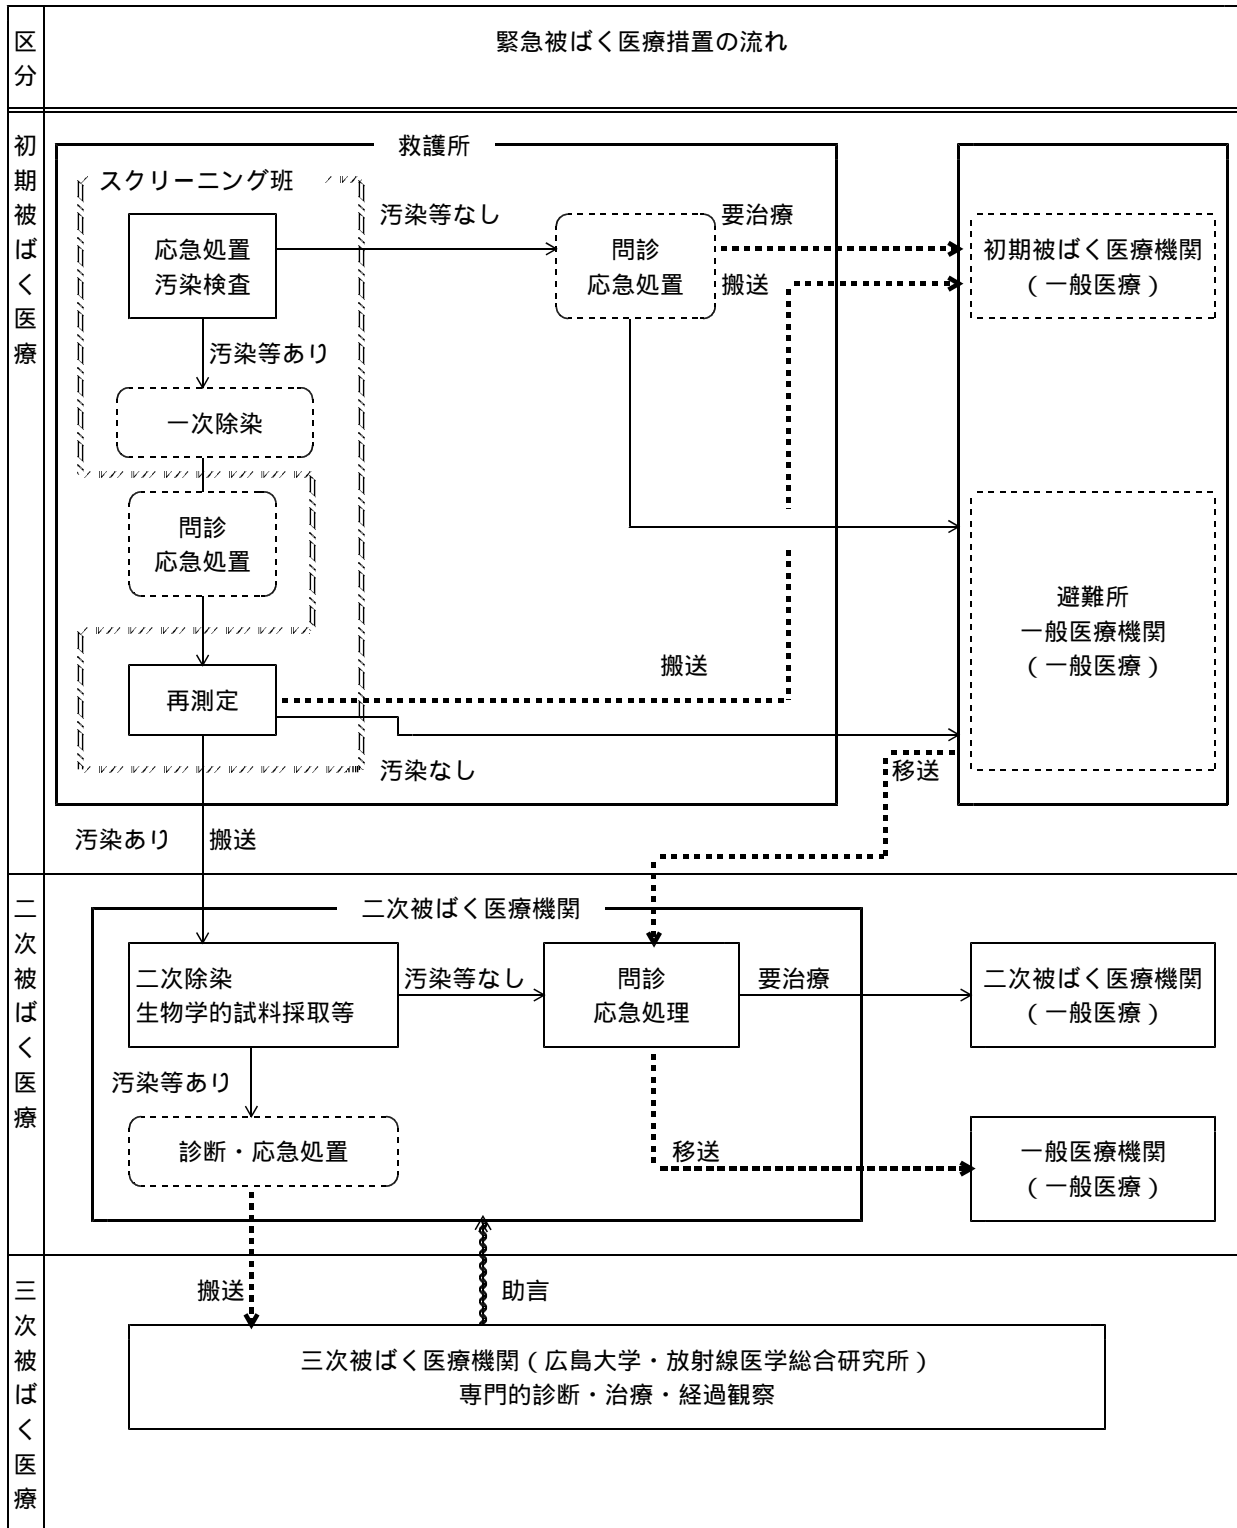 区分
緊急被ばく医療措置の流れ
初期被ばく医療
救護所
スクリーニング班
応急処置
汚染検査
汚染等なし
問診
応急処置
要治療
搬送
初期被ばく医療機関
(一般医療)
汚染等あり
一次除染
問診
応急処置
避難所
一般医療機関
(一般医療)
搬送
再測定
汚染なし
移送
汚染あり
搬送
二次被ばく医療
二次被ばく医療機関
二次除染
生物学的試料採取等
汚染等なし
問診
応急処理
要治療
二次被ばく医療機関
(一般医療)
汚染等あり
診断・応急処置
移送
一般医療機関
(一般医療)
三次被ばく医療
搬送
助言
三次被ばく医療機関(広島大学・放射線医学総合研究所)
専門的診断・治療・経過観察